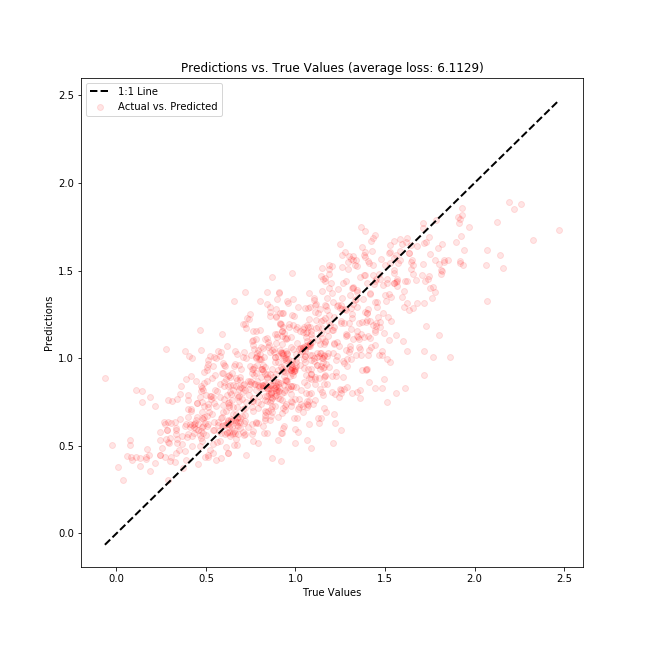 Predictions vs. True Values (average loss: 6.1129)
1:1 Line
Actual vs. Predicted
2.5
2.0
1.5
1.0
0.5
0.0
Predictions
0.0 0.5 1.0 1.5 2.0 2.5
True Values